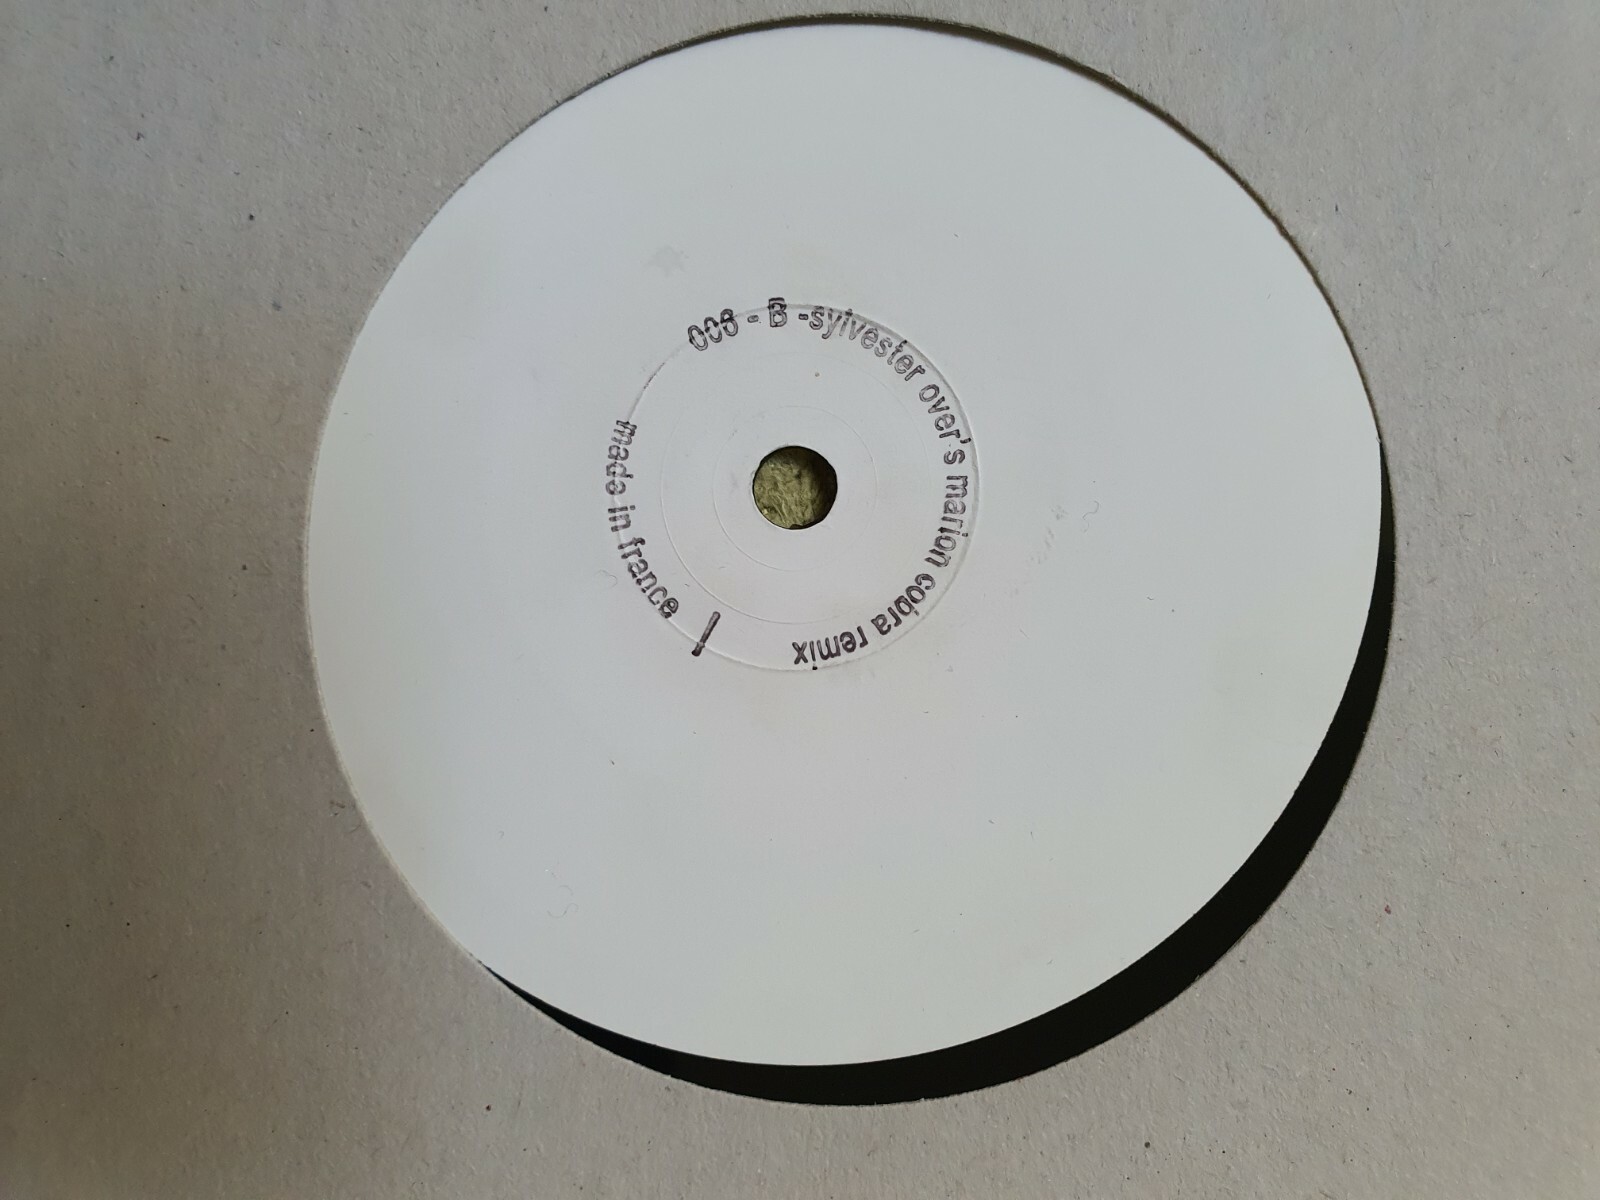 006 - B -sylvester over's marion cobra remix
made in france